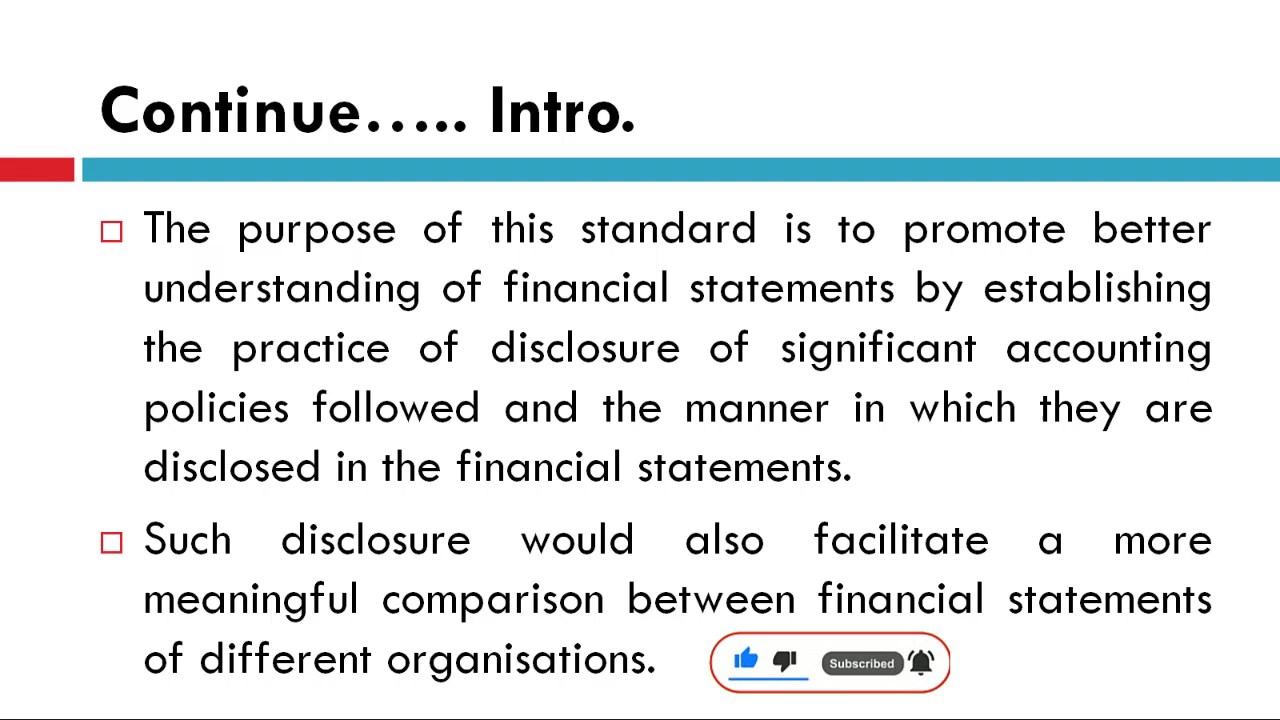 Continue….. Intro.
The purpose of this standard is to promote better
understanding of financial statements by establishing
the practice of disclosure of significant accounting
policies followed and the manner in which they are
disclosed in the financial statements.
Such disclosure would also facilitate a more
meaningful comparison between financial statements
of different organisations.
Subscribed